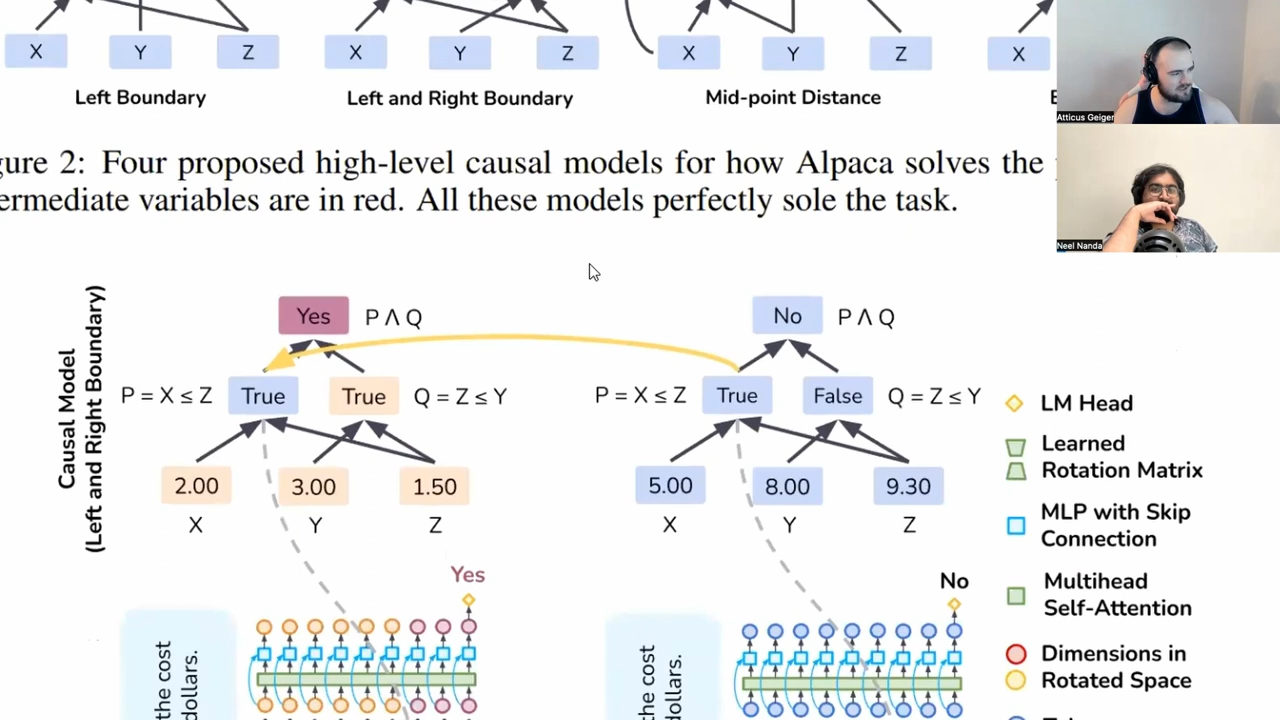 X Y Z X Y Z X Y Z X
Left Boundary Left and Right Boundary Mid-point Distance
Atticus Geiger
gure 2: Four proposed high-level causal models for how Alpaca solves the
ermediate variables are in red. All these models perfectly sole the task.
Neel Nanda
Causal Model
(Left and Right Boundary)
Yes P ∧ Q No P ∧ Q
P = X ≤ Z True True Q = Z ≤ Y P = X ≤ Z True False Q = Z ≤ Y
2.00 3.00 1.50 5.00 8.00 9.30
X Y Z X Y Z
Yes No
the cost
dollars.
the cost
dollars.
LM Head
Learned
Rotation Matrix
MLP with Skip
Connection
Multihead
Self-Attention
Dimensions in
Rotated Space